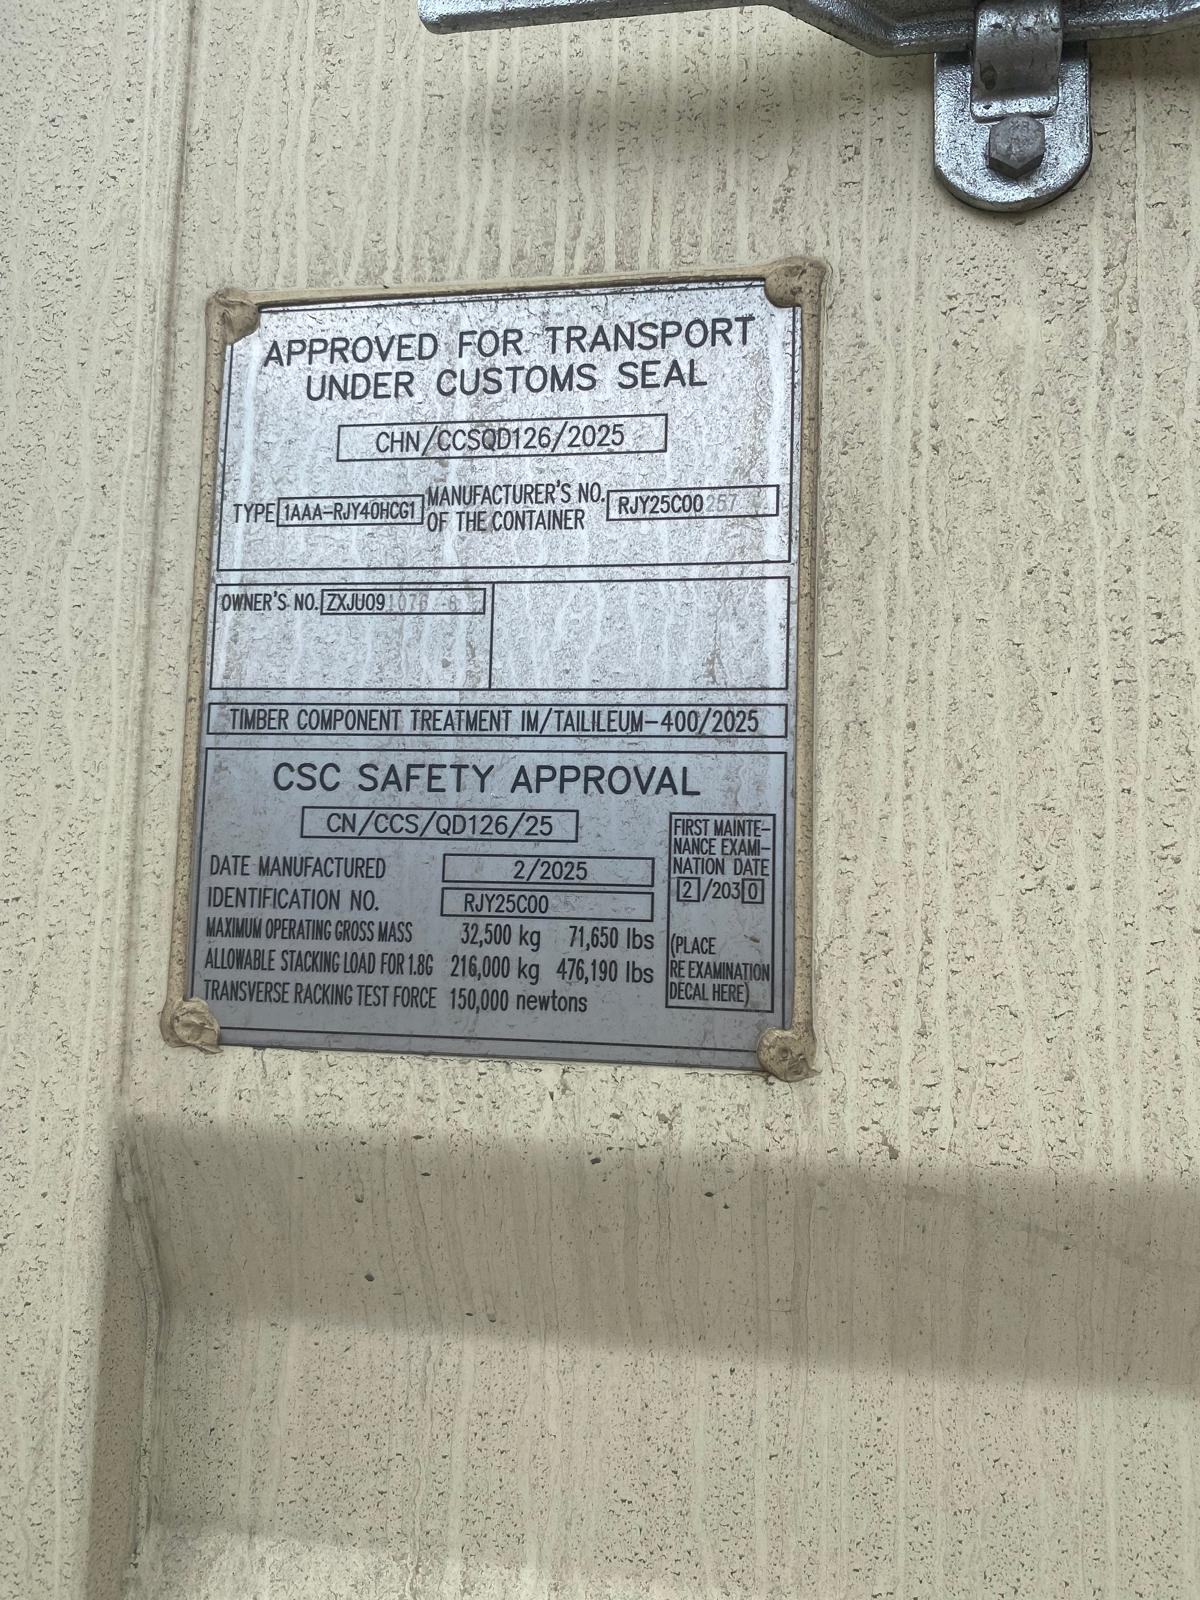 APPROVED FOR TRANSPORT
UNDER CUSTOMS SEAL
CHN/CCSQD126/2025
TYPE 1AAA-RJY40HCG1 MANUFACTURER'S NO. OF THE CONTAINER RJY25C00257
OWNER'S NO. ZXJU09
TIMBER COMPONENT TREATMENT IM/TAILILEUM-400/2025
CSC SAFETY APPROVAL
CN/CCS/QD126/25
DATE MANUFACTURED 2/2025
IDENTIFICATION NO. RJY25C00
MAXIMUM OPERATING GROSS MASS 32,500 kg 71,650 lbs
ALLOWABLE STACKING LOAD FOR 1.8G 216,000 kg 476,190 lbs
TRANSVERSE RACKING TEST FORCE 150,000 newtons
FIRST MAINTE-
NANCE EXAMI-
NATION DATE
2/2030
(PLACE
RE EXAMINATION
DECAL HERE)